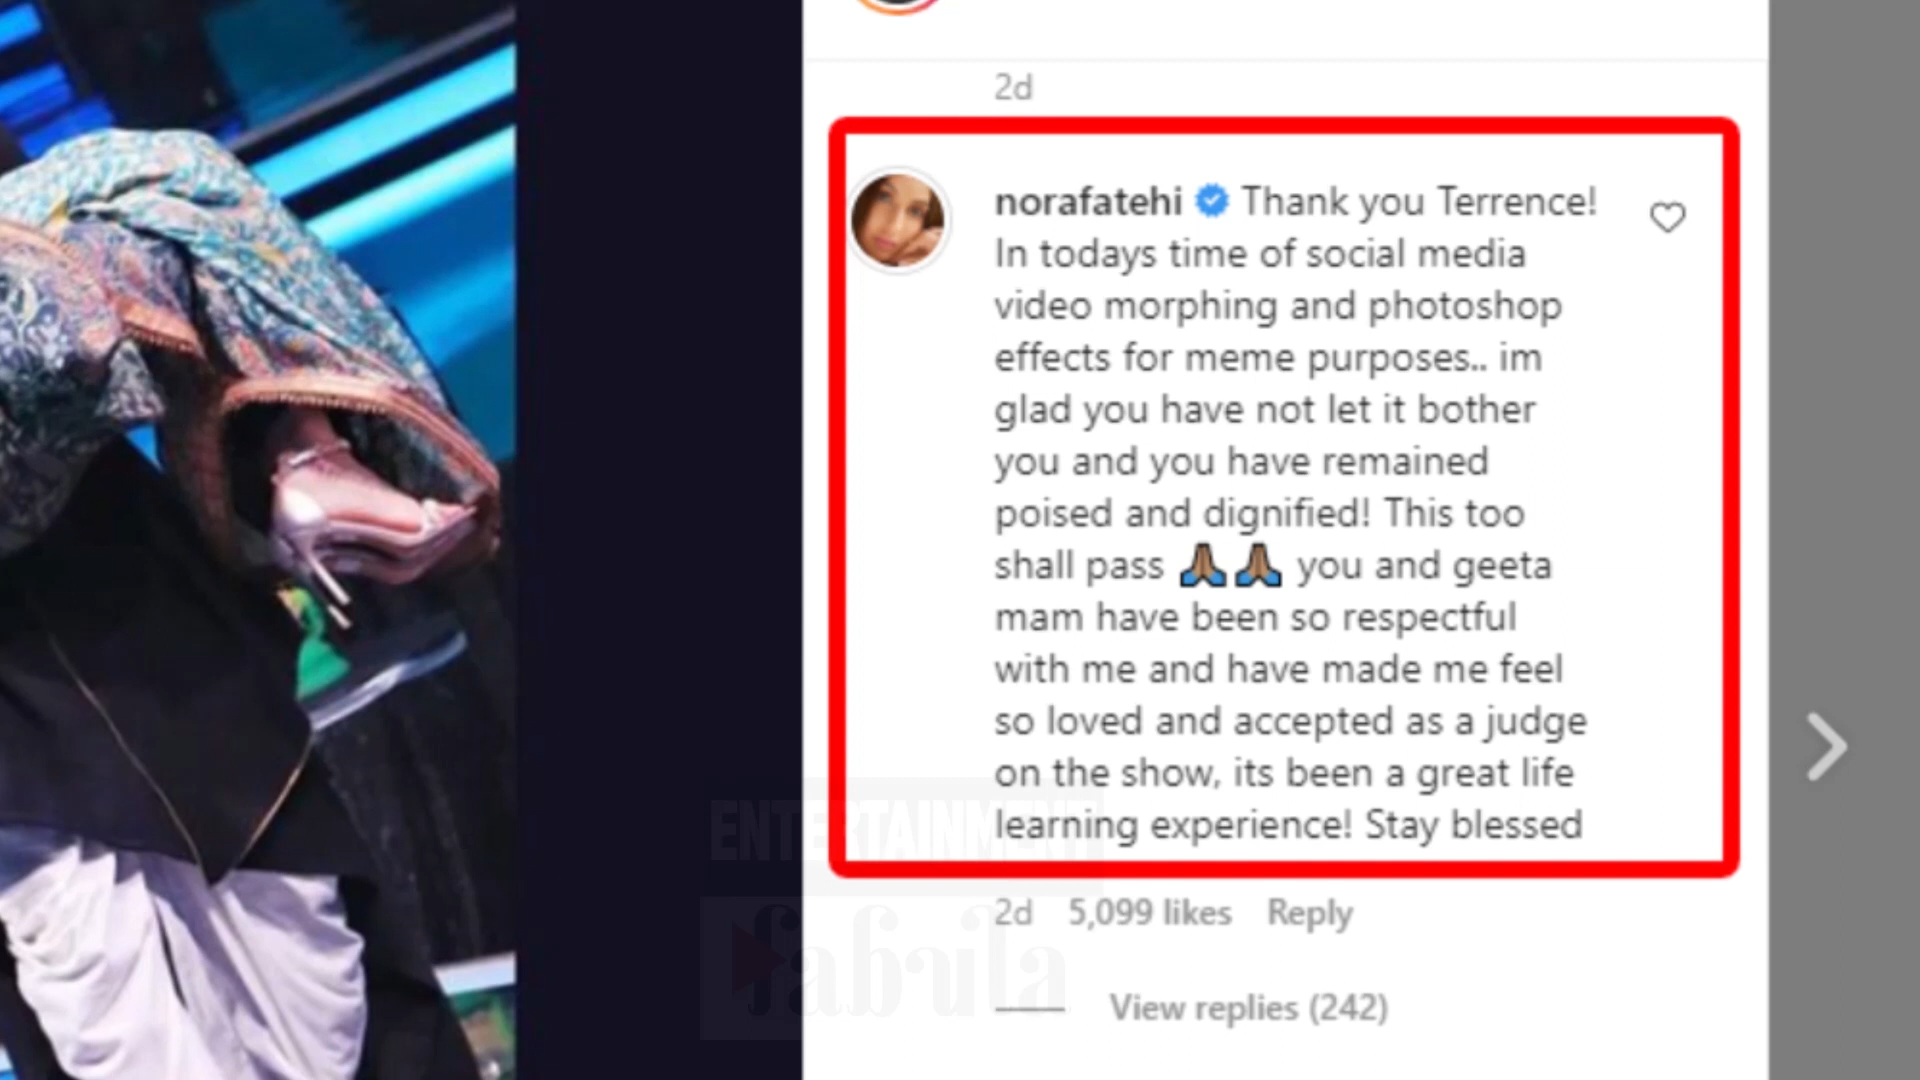 2d
norafatehi Thank you Terrence!
In todays time of social media
video morphing and photoshop
effects for meme purposes.. im
glad you have not let it bother
you and you have remained
poised and dignified! This too
shall pass 🙏🏽🙏🏽 you and geeta
mam have been so respectful
with me and have made me feel
so loved and accepted as a judge
on the show, its been a great life
learning experience! Stay blessed
2d 5,099 likes Reply
View replies (242)
ENTERTAINMENT
fabula